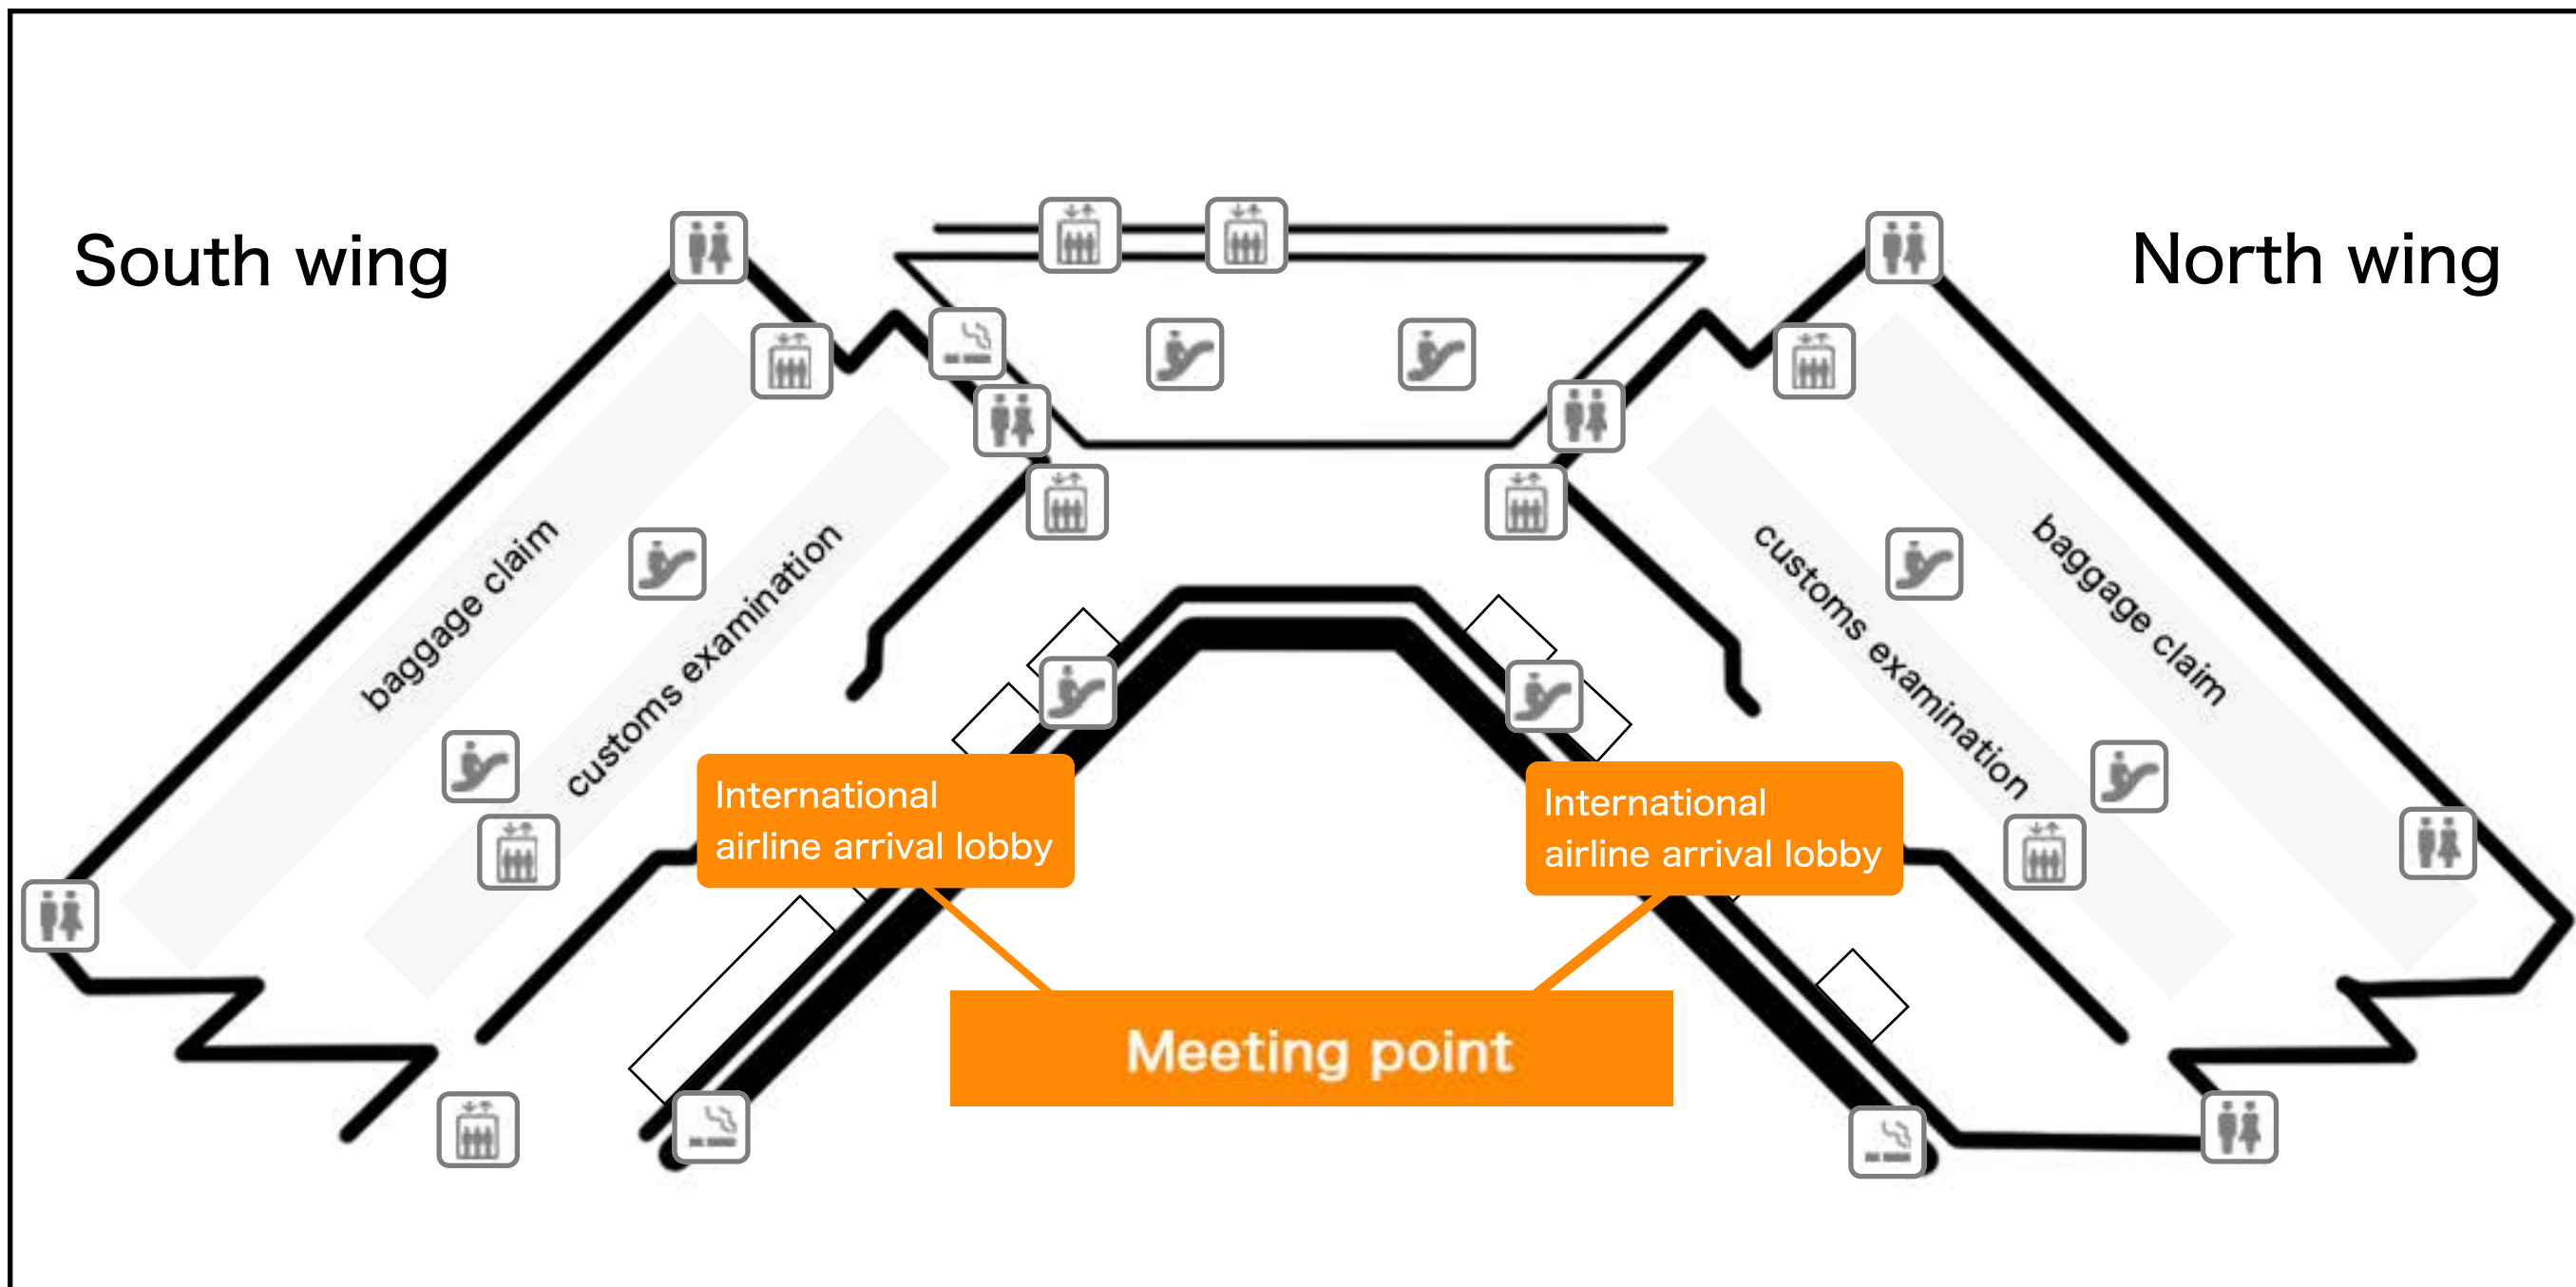 South wing
North wing
baggage claim
customs examination
customs examination
baggage claim
International
airline arrival lobby
International
airline arrival lobby
Meeting point